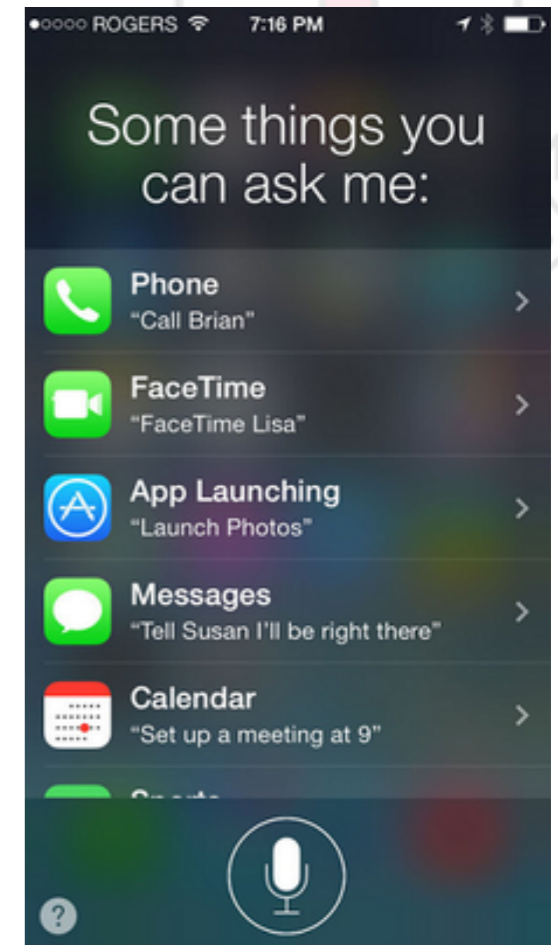 ROGERS 7:16 PM
Some things you
can ask me:
Phone
“Call Brian”
FaceTime
“FaceTime Lisa”
App Launching
“Launch Photos”
Messages
“Tell Susan I’ll be right there”
Calendar
“Set up a meeting at 9”
?